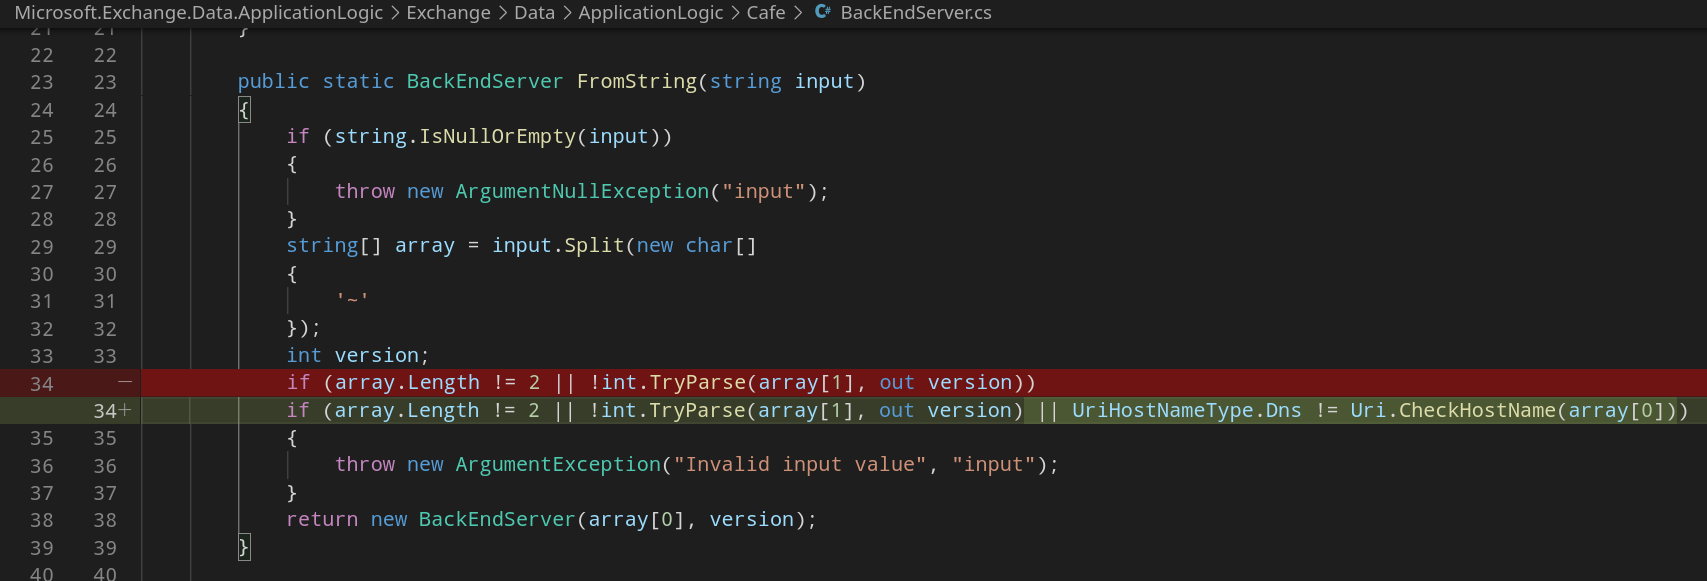 Microsoft.Exchange.Data.ApplicationLogic > Exchange > Data > ApplicationLogic > Cafe > C# BackEndServer.cs
21 21 }
22 22
23 23 public static BackEndServer FromString(string input)
24 24 {
25 25 if (string.IsNullOrEmpty(input))
26 26 {
27 27 throw new ArgumentNullException("input");
28 28 }
29 29 string[] array = input.Split(new char[]
30 30 {
31 31 '~'
32 32 });
33 33 int version;
34 — if (array.Length != 2 || !int.TryParse(array[1], out version))
34+ if (array.Length != 2 || !int.TryParse(array[1], out version) || UriHostNameType.Dns != Uri.CheckHostName(array[0]))
35 35 {
36 36 throw new ArgumentException("Invalid input value", "input");
37 37 }
38 38 return new BackEndServer(array[0], version);
39 39 }
40 40